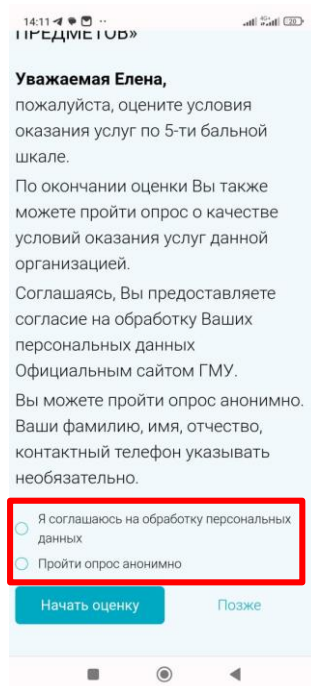 14:11
4G+
20
ПРЕДМЕТОВ»
Уважаемая Елена,
пожалуйста, оцените условия
оказания услуг по 5-ти бальной
шкале.
По окончании оценки Вы также
можете пройти опрос о качестве
условий оказания услуг данной
организацией.
Соглашаясь, Вы предоставляете
согласие на обработку Ваших
персональных данных
Официальным сайтом ГМУ.
Вы можете пройти опрос анонимно.
Ваши фамилию, имя, отчество,
контактный телефон указывать
необязательно.
Я соглашаюсь на обработку персональных
данных
Пройти опрос анонимно
Начать оценку
Позже